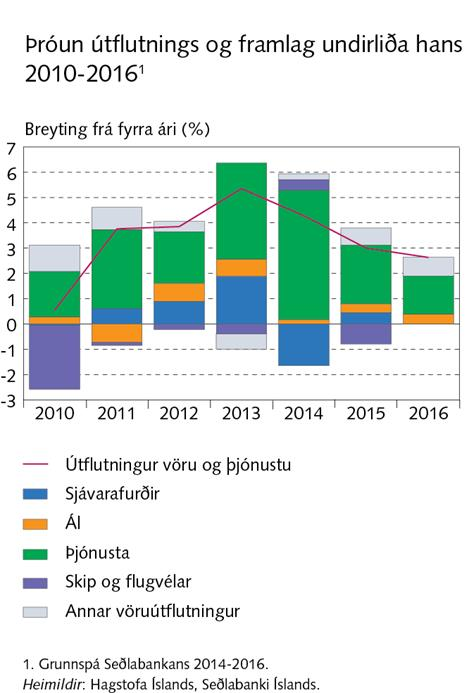 Þróun útflutnings og framlag undirliða hans
2010-2016¹
Breyting frá fyrra ári (%)
7
6
5
4
3
2
1
0
-1
-2
-3
2010 2011 2012 2013 2014 2015 2016
Útflutningur vöru og þjónustu
Sjávarafurðir
Ál
Þjónusta
Skip og flugvélar
Annar vöruútflutningur
1. Grunnspá Seðlabankans 2014-2016.
Heimildir: Hagstofa Íslands, Seðlabanki Íslands.